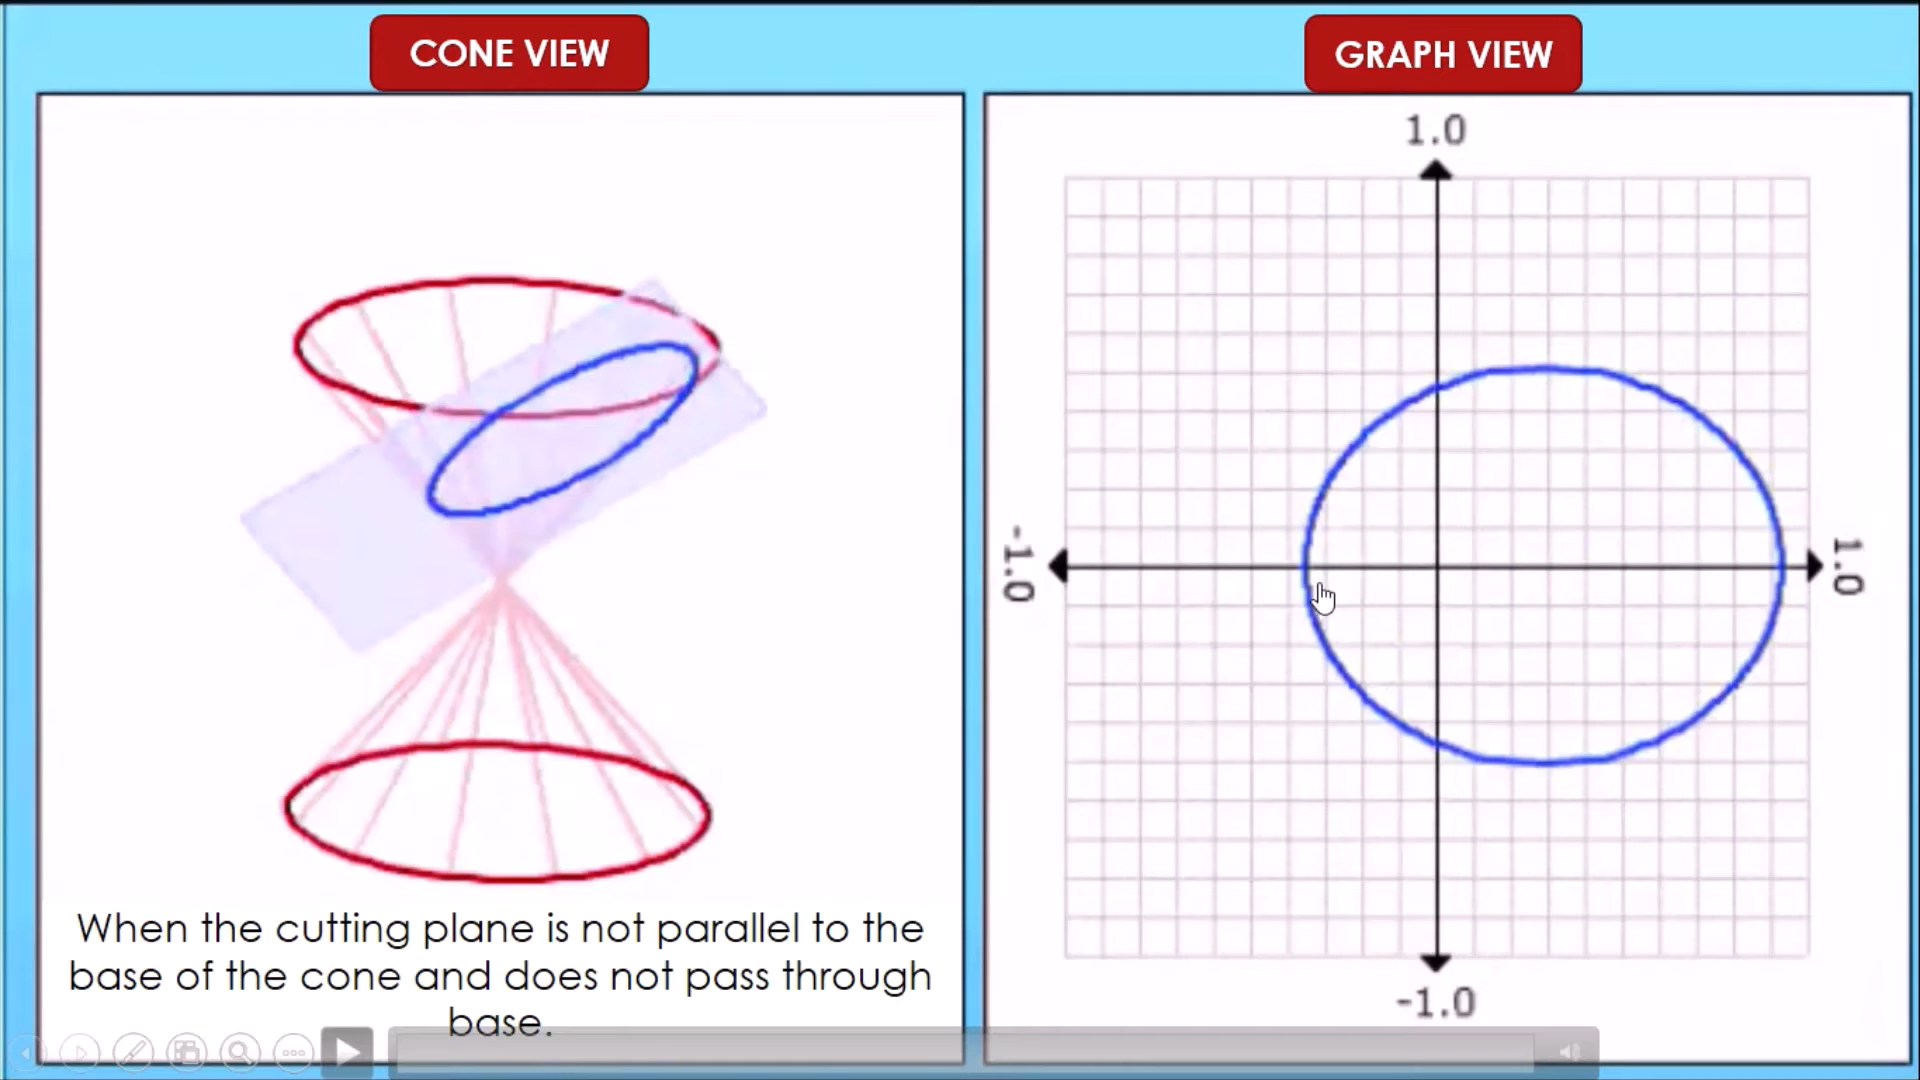 CONE VIEW
GRAPH VIEW
1.0
-1.0
1.0
-1.0
When the cutting plane is not parallel to the
base of the cone and does not pass through
base.